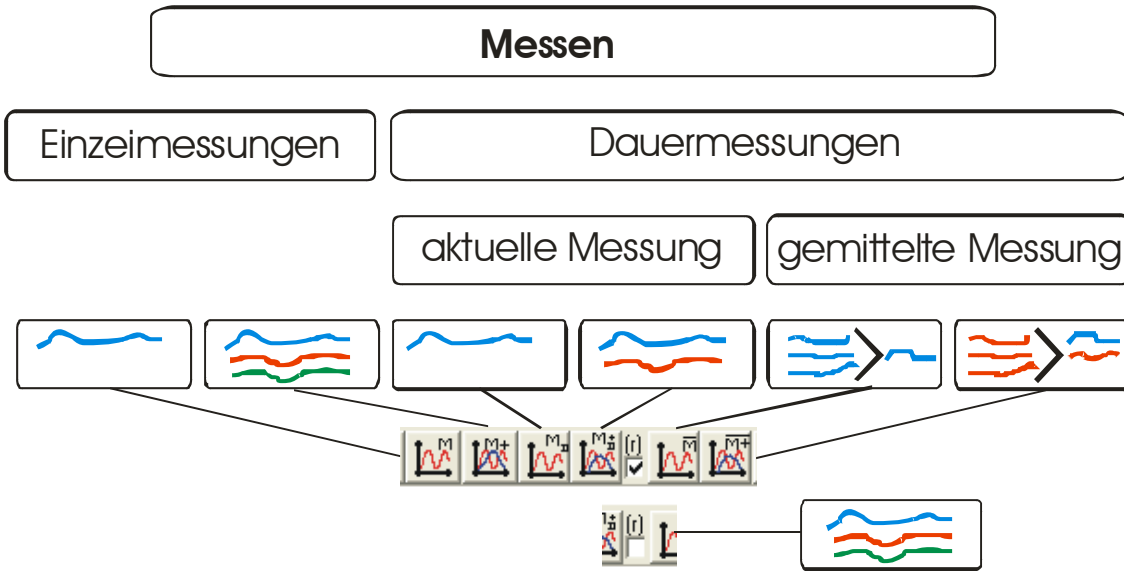 Messen
Einzeimessungen
Dauermessungen
aktuelle Messung
gemittelte Messung
M
M+
M
M
(r)
M
M+
(r)